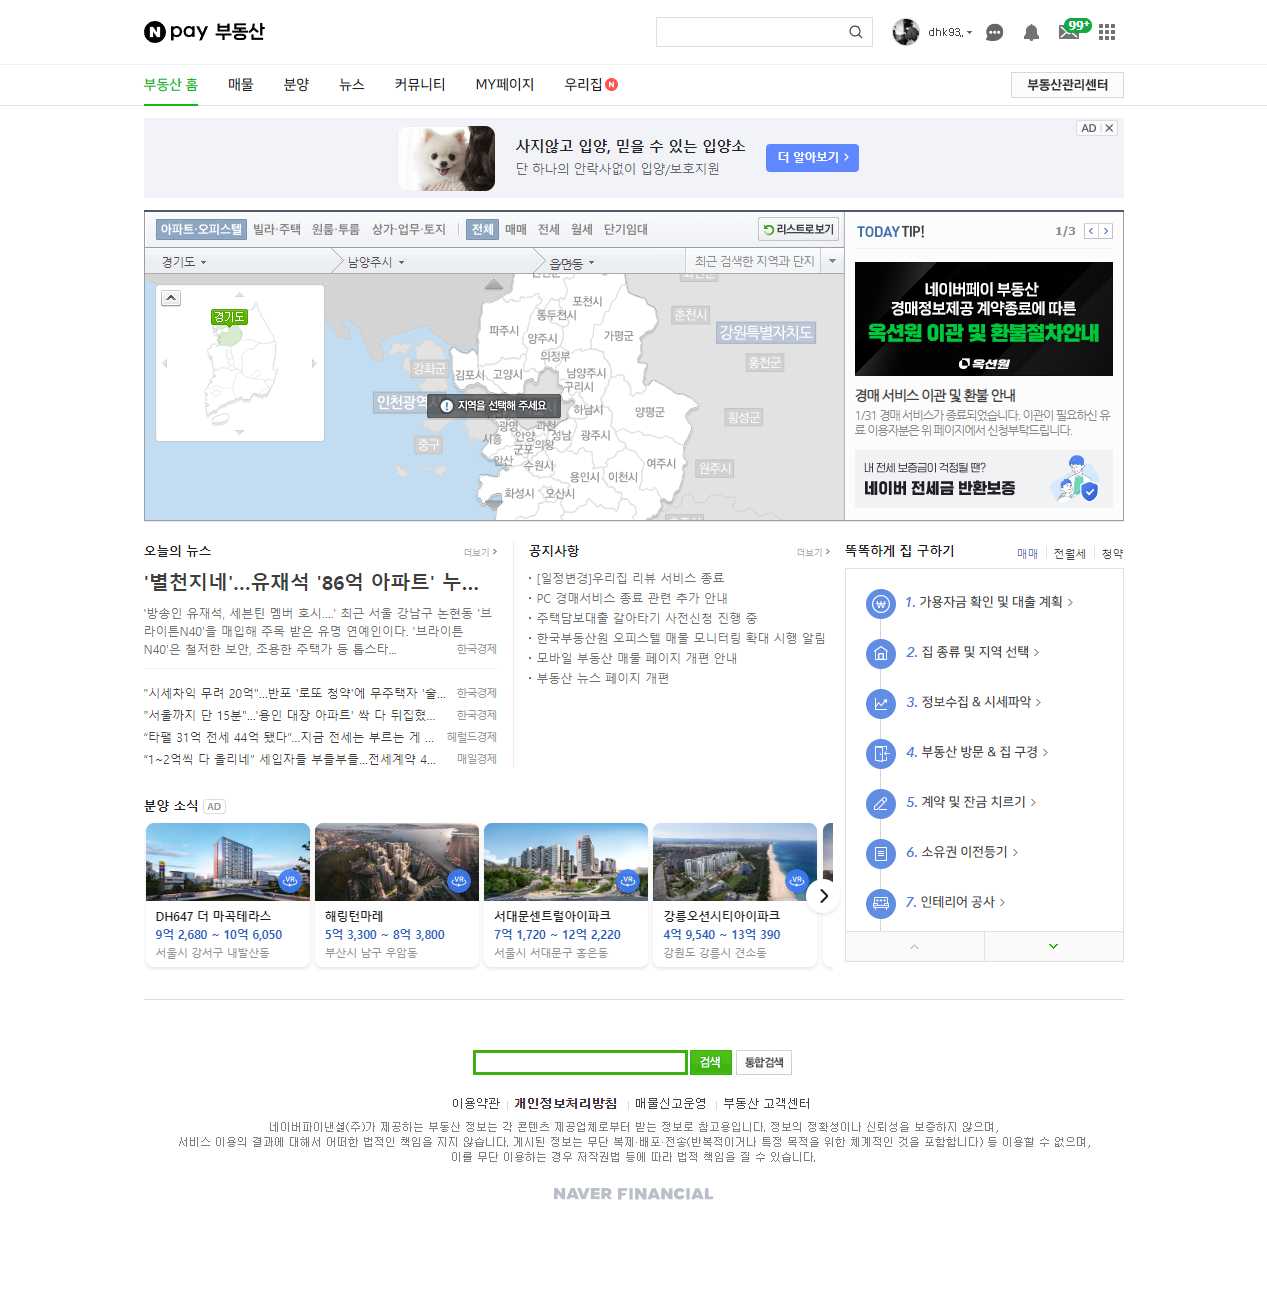 N pay 부동산
dhk93..
99+
부동산 홈 매물 분양 뉴스 커뮤니티 MY페이지 우리집 N
부동산관리센터
사지않고 입양, 믿을 수 있는 입양소
단 하나의 안락사없이 입양/보호지원
더 알아보기
AD
아파트·오피스텔 빌라·주택 원룸·투룸 상가·업무·토지 전체 매매 전세 월세 단기임대
리스트로보기
경기도 남양주시 읍면동
최근 검색한 지역과 단지
경기도
포천시
동두천시
파주시
양주시
가평군
의정부
춘천시
강원특별자치도
홍천군
강화군
김포시
고양시
남양주시
구리시
인천광역시
지역을 선택해 주세요
하남시
양평군
횡성군
광명
과천
시흥
안양
성남
광주시
중구
군포
의왕
안산
수원시
여주시
원주시
용인시
이천시
화성시
오산시
TODAY TIP!
1/3
네이버페이 부동산
경매정보제공 계약종료에 따른
옥션원 이관 및 환불절차안내
옥션원
경매 서비스 이관 및 환불 안내
1/31 경매 서비스가 종료되었습니다. 이관이 필요하신 유
료 이용자분은 위 페이지에서 신청부탁드립니다.
내 전세 보증금이 걱정될 땐?
네이버 전세금 반환보증
오늘의 뉴스
더보기
'별천지네'...유재석 '86억 아파트' 누...
'방송인 유재석, 세븐틴 멤버 호시....' 최근 서울 강남구 논현동 '브
라이튼N40'을 매입해 주목 받은 유명 연예인이다. '브라이튼
N40'은 철저한 보안, 조용한 주택가 등 톱스타...
한국경제
"시세차익 무려 20억"...반포 '로또 청약'에 무주택자 '술... 한국경제
"서울까지 단 15분"...'용인 대장 아파트' 싹 다 뒤집혔... 한국경제
“타팰 31억 전세 44억 됐다”...지금 전세는 부르는 게 ... 헤럴드경제
“1~2억씩 다 올리네” 세입자들 부들부들...전세계약 4... 매일경제
공지사항
더보기
[일정변경]우리집 리뷰 서비스 종료
PC 경매서비스 종료 관련 추가 안내
주택담보대출 갈아타기 사전신청 진행 중
한국부동산원 오피스텔 매물 모니터링 확대 시행 알림
모바일 부동산 매물 페이지 개편 안내
부동산 뉴스 페이지 개편
똑똑하게 집 구하기
매매 전월세 청약
1. 가용자금 확인 및 대출 계획
2. 집 종류 및 지역 선택
3. 정보수집 & 시세파악
4. 부동산 방문 & 집 구경
5. 계약 및 잔금 치르기
6. 소유권 이전등기
7. 인테리어 공사
분양 소식 AD
VR
DH647 더 마곡테라스
9억 2,680 ~ 10억 6,050
서울시 강서구 내발산동
VR
해링턴마레
5억 3,300 ~ 8억 3,800
부산시 남구 우암동
VR
서대문센트럴아이파크
7억 1,720 ~ 12억 2,220
서울시 서대문구 홍은동
VR
강릉오션시티아이파크
4억 9,540 ~ 13억 390
강원도 강릉시 견소동
검색
통합검색
이용약관 개인정보처리방침 매물신고운영 부동산 고객센터
네이버파이낸셜(주)가 제공하는 부동산 정보는 각 콘텐츠 제공업체로부터 받는 정보로 참고용입니다. 정보의 정확성이나 신뢰성을 보증하지 않으며,
서비스 이용의 결과에 대해서 어떠한 법적인 책임을 지지 않습니다. 게시된 정보는 무단 복제·배포·전송(반복적이거나 특정 목적을 위한 체계적인 것을 포함합니다) 등 이용할 수 없으며,
이를 무단 이용하는 경우 저작권법 등에 따라 법적 책임을 질 수 있습니다.
NAVER FINANCIAL